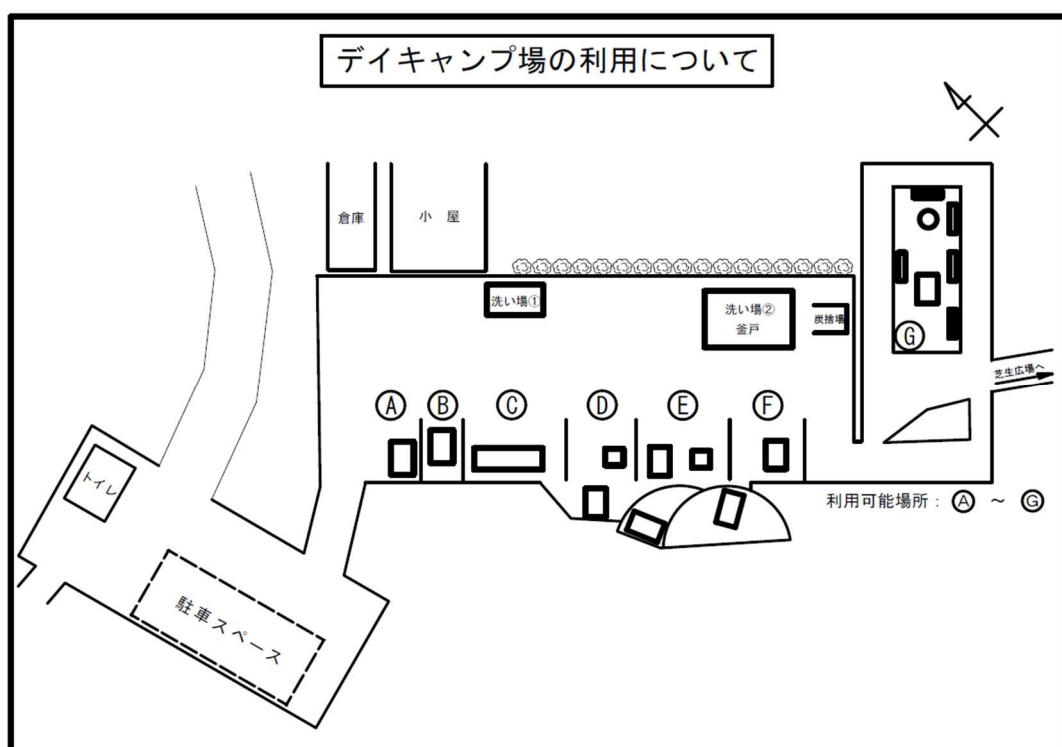 デイキャンプ場の利用について
倉庫
小 屋
洗い場①
洗い場②
釜戸
炭捨場
Ⓖ
芝生広場へ
Ⓐ
Ⓑ
Ⓒ
Ⓓ
Ⓔ
Ⓕ
トイレ
利用可能場所：Ⓐ ～ Ⓖ
駐車スペース